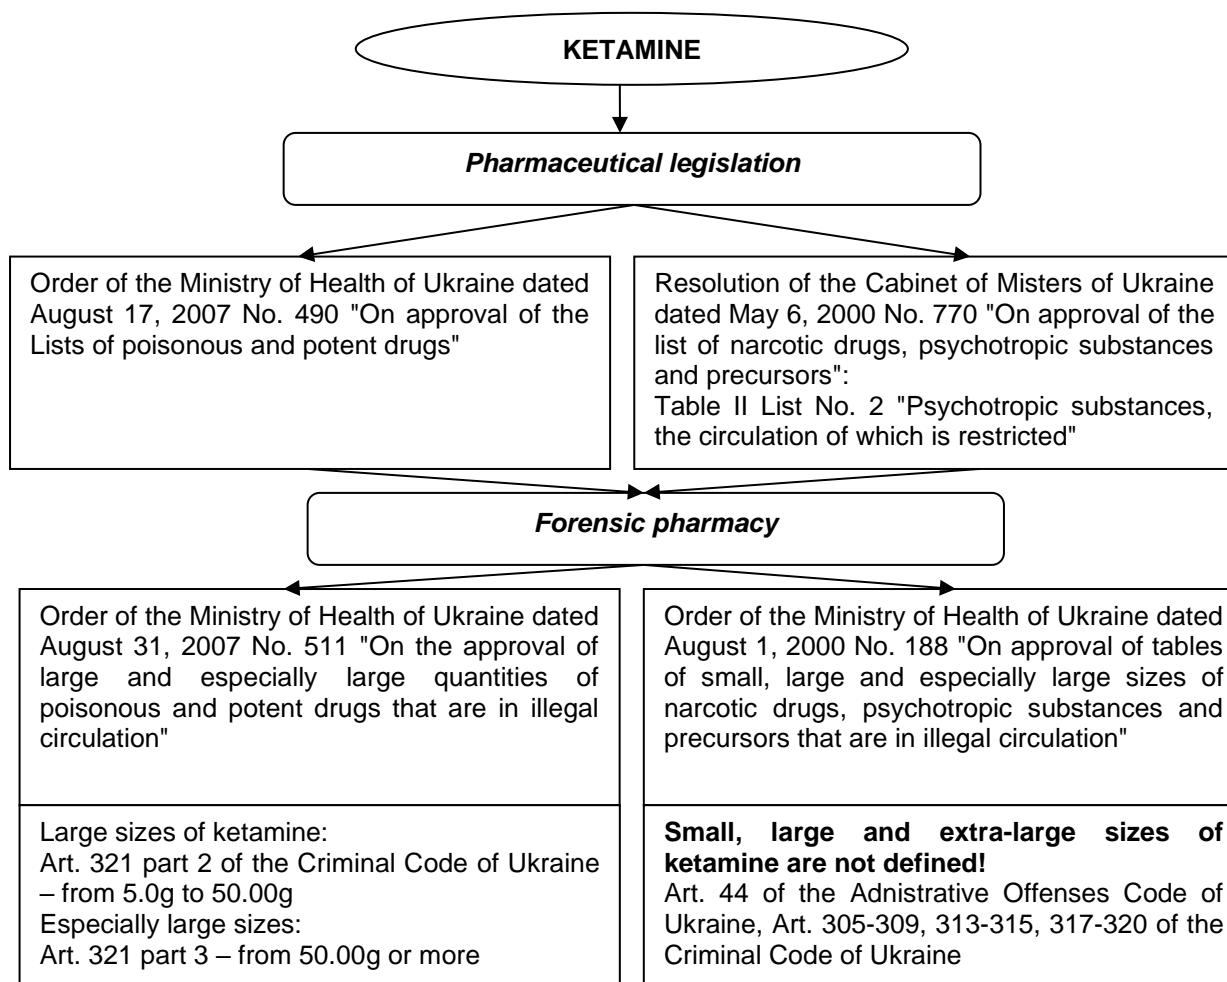 KETAMINE
Pharmaceutical legislation
Order of the Ministry of Health of Ukraine dated
August 17, 2007 No. 490 "On approval of the
Lists of poisonous and potent drugs"
Resolution of the Cabinet of Misters of Ukraine
dated May 6, 2000 No. 770 "On approval of the
list of narcotic drugs, psychotropic substances
and precursors":
Table II List No. 2 "Psychotropic substances,
the circulation of which is restricted"
Forensic pharmacy
Order of the Ministry of Health of Ukraine dated
August 31, 2007 No. 511 "On the approval of
large and especially large quantities of
poisonous and potent drugs that are in illegal
circulation"
Order of the Ministry of Health of Ukraine dated
August 1, 2000 No. 188 "On approval of tables
of small, large and especially large sizes of
narcotic drugs, psychotropic substances and
precursors that are in illegal circulation"
Large sizes of ketamine:
Art. 321 part 2 of the Criminal Code of Ukraine
– from 5.0g to 50.00g
Especially large sizes:
Art. 321 part 3 – from 50.00g or more
Small, large and extra-large sizes of
ketamine are not defined!
Art. 44 of the Adnistrative Offenses Code of
Ukraine, Art. 305-309, 313-315, 317-320 of the
Criminal Code of Ukraine